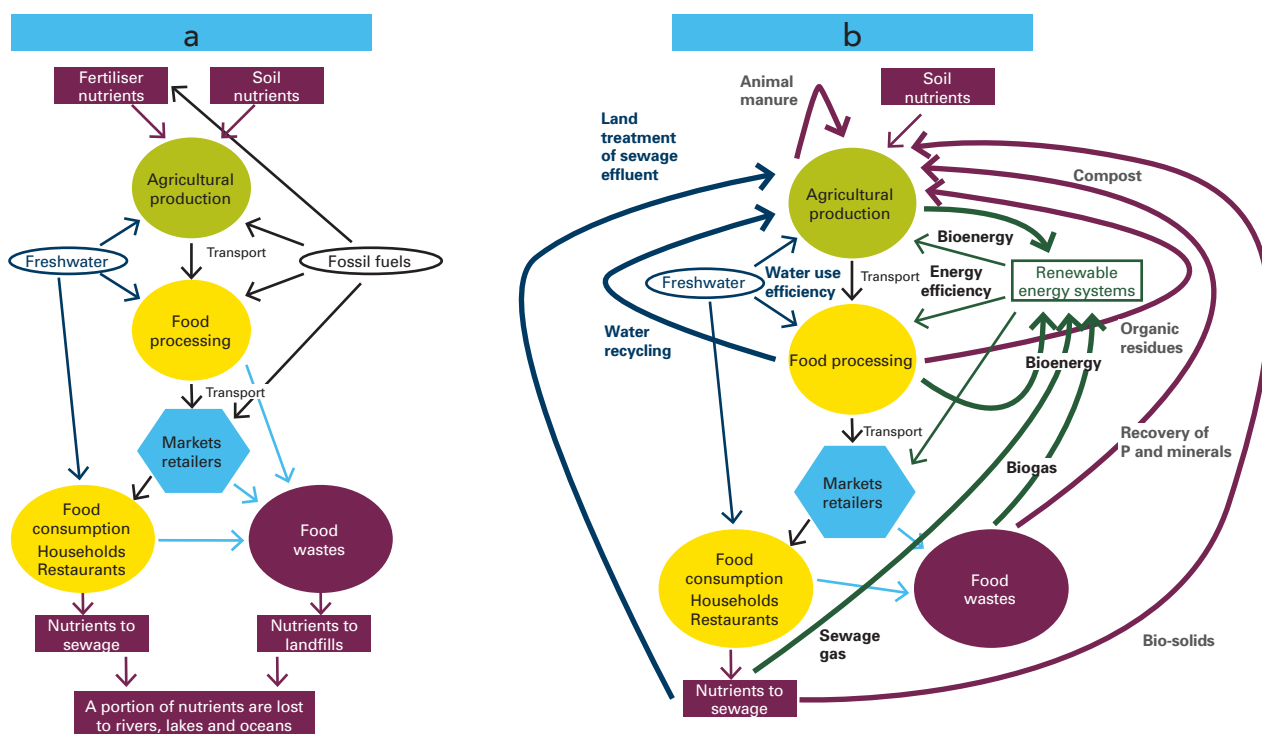 a
Fertiliser
nutrients
Soil
nutrients
Agricultural
production
Freshwater
Transport
Fossil fuels
Food
processing
Transport
Markets
retailers
Food
consumption
Households
Restaurants
Food
wastes
Nutrients to
sewage
Nutrients to
landfills
A portion of nutrients are lost
to rivers, lakes and oceans
b
Animal
manure
Soil
nutrients
Land
treatment
of sewage
effluent
Compost
Agricultural
production
Bioenergy
Freshwater
Water use
efficiency
Transport
Energy
efficiency
Renewable
energy systems
Water
recycling
Food processing
Organic
residues
Bioenergy
Transport
Recovery of
P and minerals
Biogas
Markets
retailers
Food
consumption
Households
Restaurants
Food
wastes
Sewage
gas
Bio-solids
Nutrients to
sewage